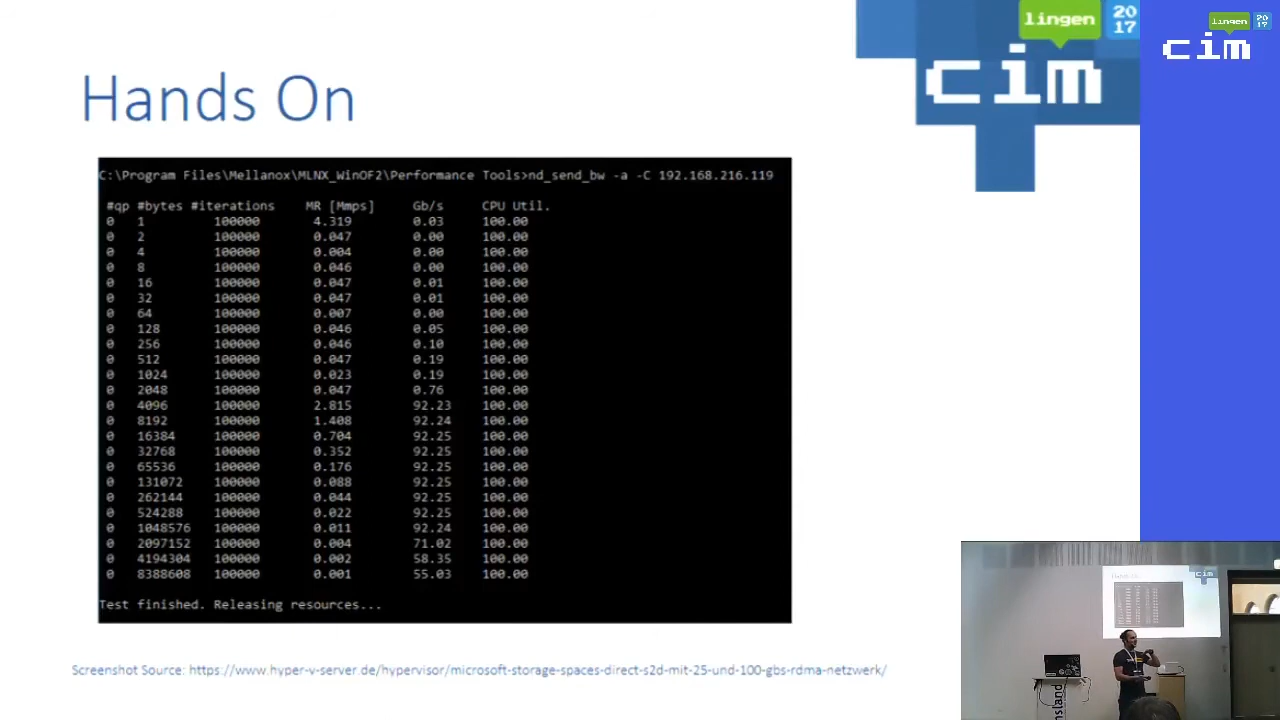 lingen
20
17
cim
lingen
20
17
cim
Hands On
C:\Program Files\Mellanox\MLNX_WinOF2\Performance Tools>nd_send_bw -a -C 192.168.216.119
#qp #bytes #iterations MR [Mmps] Gb/s CPU Util.
0 1 100000 4.319 0.03 100.00
0 2 100000 0.047 0.00 100.00
0 4 100000 0.004 0.00 100.00
0 8 100000 0.046 0.00 100.00
0 16 100000 0.047 0.01 100.00
0 32 100000 0.047 0.01 100.00
0 64 100000 0.007 0.00 100.00
0 128 100000 0.046 0.05 100.00
0 256 100000 0.046 0.10 100.00
0 512 100000 0.047 0.19 100.00
0 1024 100000 0.023 0.19 100.00
0 2048 100000 0.047 0.76 100.00
0 4096 100000 2.815 92.23 100.00
0 8192 100000 1.408 92.24 100.00
0 16384 100000 0.704 92.25 100.00
0 32768 100000 0.352 92.25 100.00
0 65536 100000 0.176 92.25 100.00
0 131072 100000 0.088 92.25 100.00
0 262144 100000 0.044 92.25 100.00
0 524288 100000 0.022 92.25 100.00
0 1048576 100000 0.011 92.24 100.00
0 2097152 100000 0.004 71.02 100.00
0 4194304 100000 0.002 58.35 100.00
0 8388608 100000 0.001 55.03 100.00
Test finished. Releasing resources...
Screenshot Source: https://www.hyper-v-server.de/hypervisor/microsoft-storage-spaces-direct-s2d-mit-25-und-100-gbs-rdma-netzwerk/
Hands On
cim